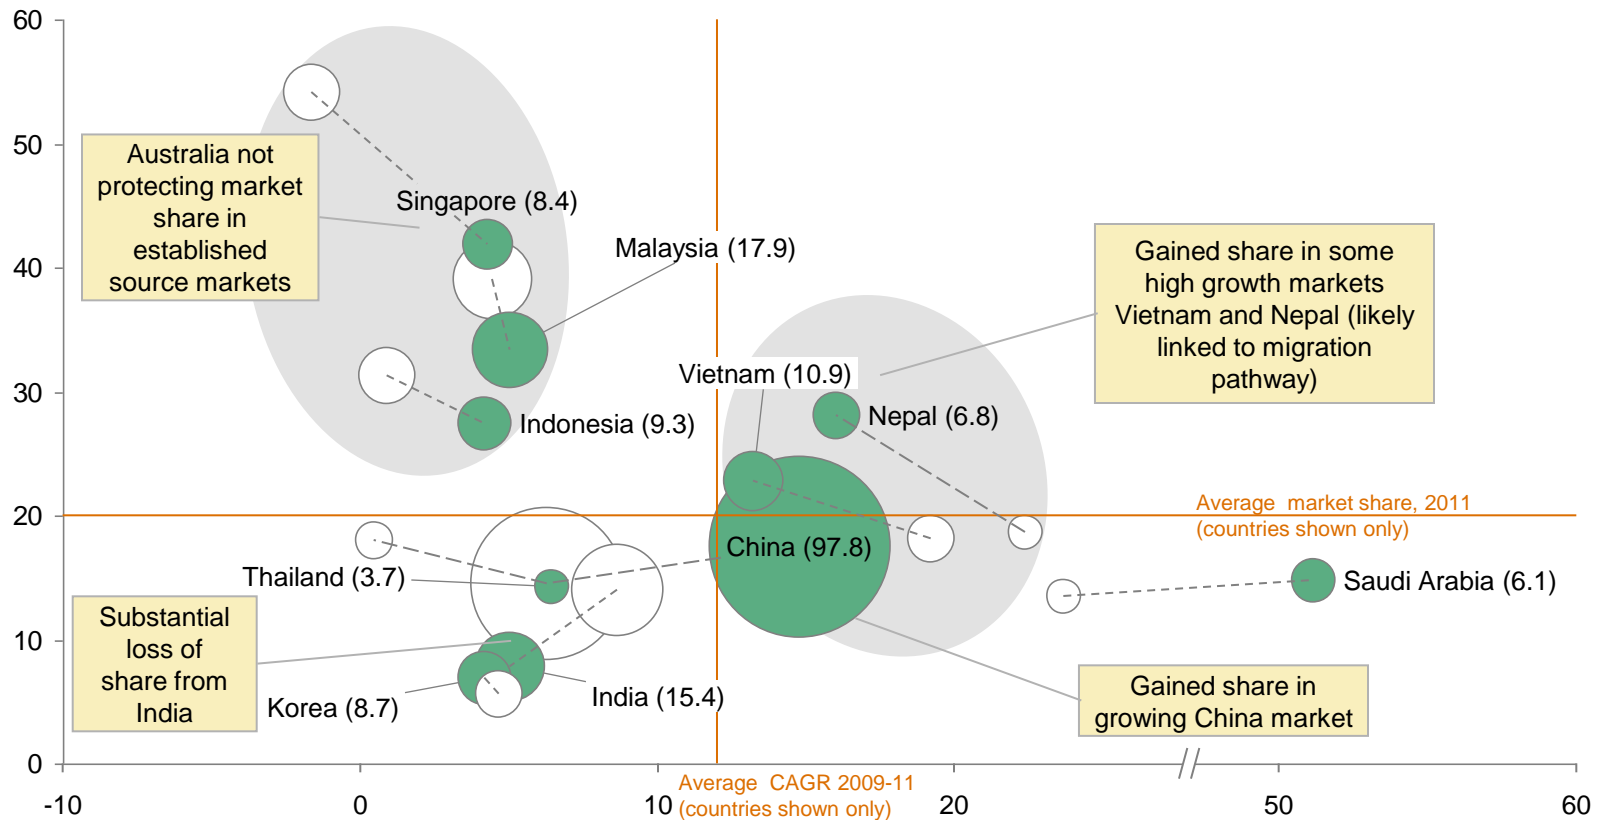 60
50
40
30
20
10
0
-10
0
10
20
50
60
Australia not
protecting market
share in
established
source markets
Singapore (8.4)
Malaysia (17.9)
Indonesia (9.3)
Vietnam (10.9)
Nepal (6.8)
Gained share in some
high growth markets
Vietnam and Nepal (likely
linked to migration
pathway)
Average market share, 2011
(countries shown only)
China (97.8)
Thailand (3.7)
Saudi Arabia (6.1)
Substantial
loss of
share from
India
Korea (8.7)
India (15.4)
Gained share in
growing China market
Average CAGR 2009-11
(countries shown only)